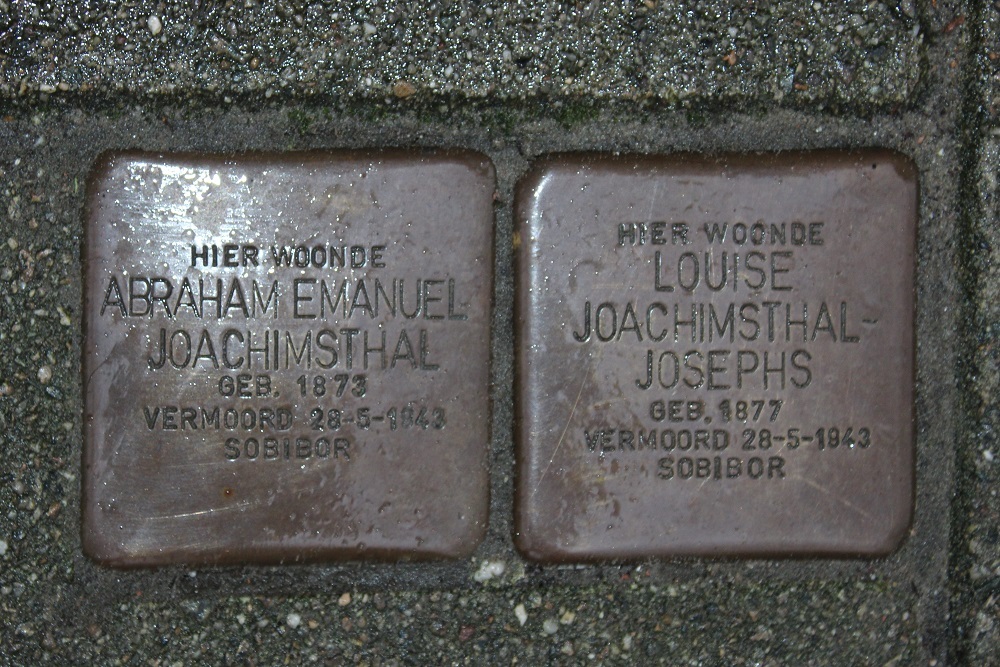 HIER WOONDE
ABRAHAM EMANUEL
JOACHIMSTHAL
GEB. 1873
VERMOORD 28-5-1943
SOBIBOR
HIER WOONDE
LOUISE
JOACHIMSTHAL-
JOSEPHS
GEB. 1877
VERMOORD 28-5-1943
SOBIBOR